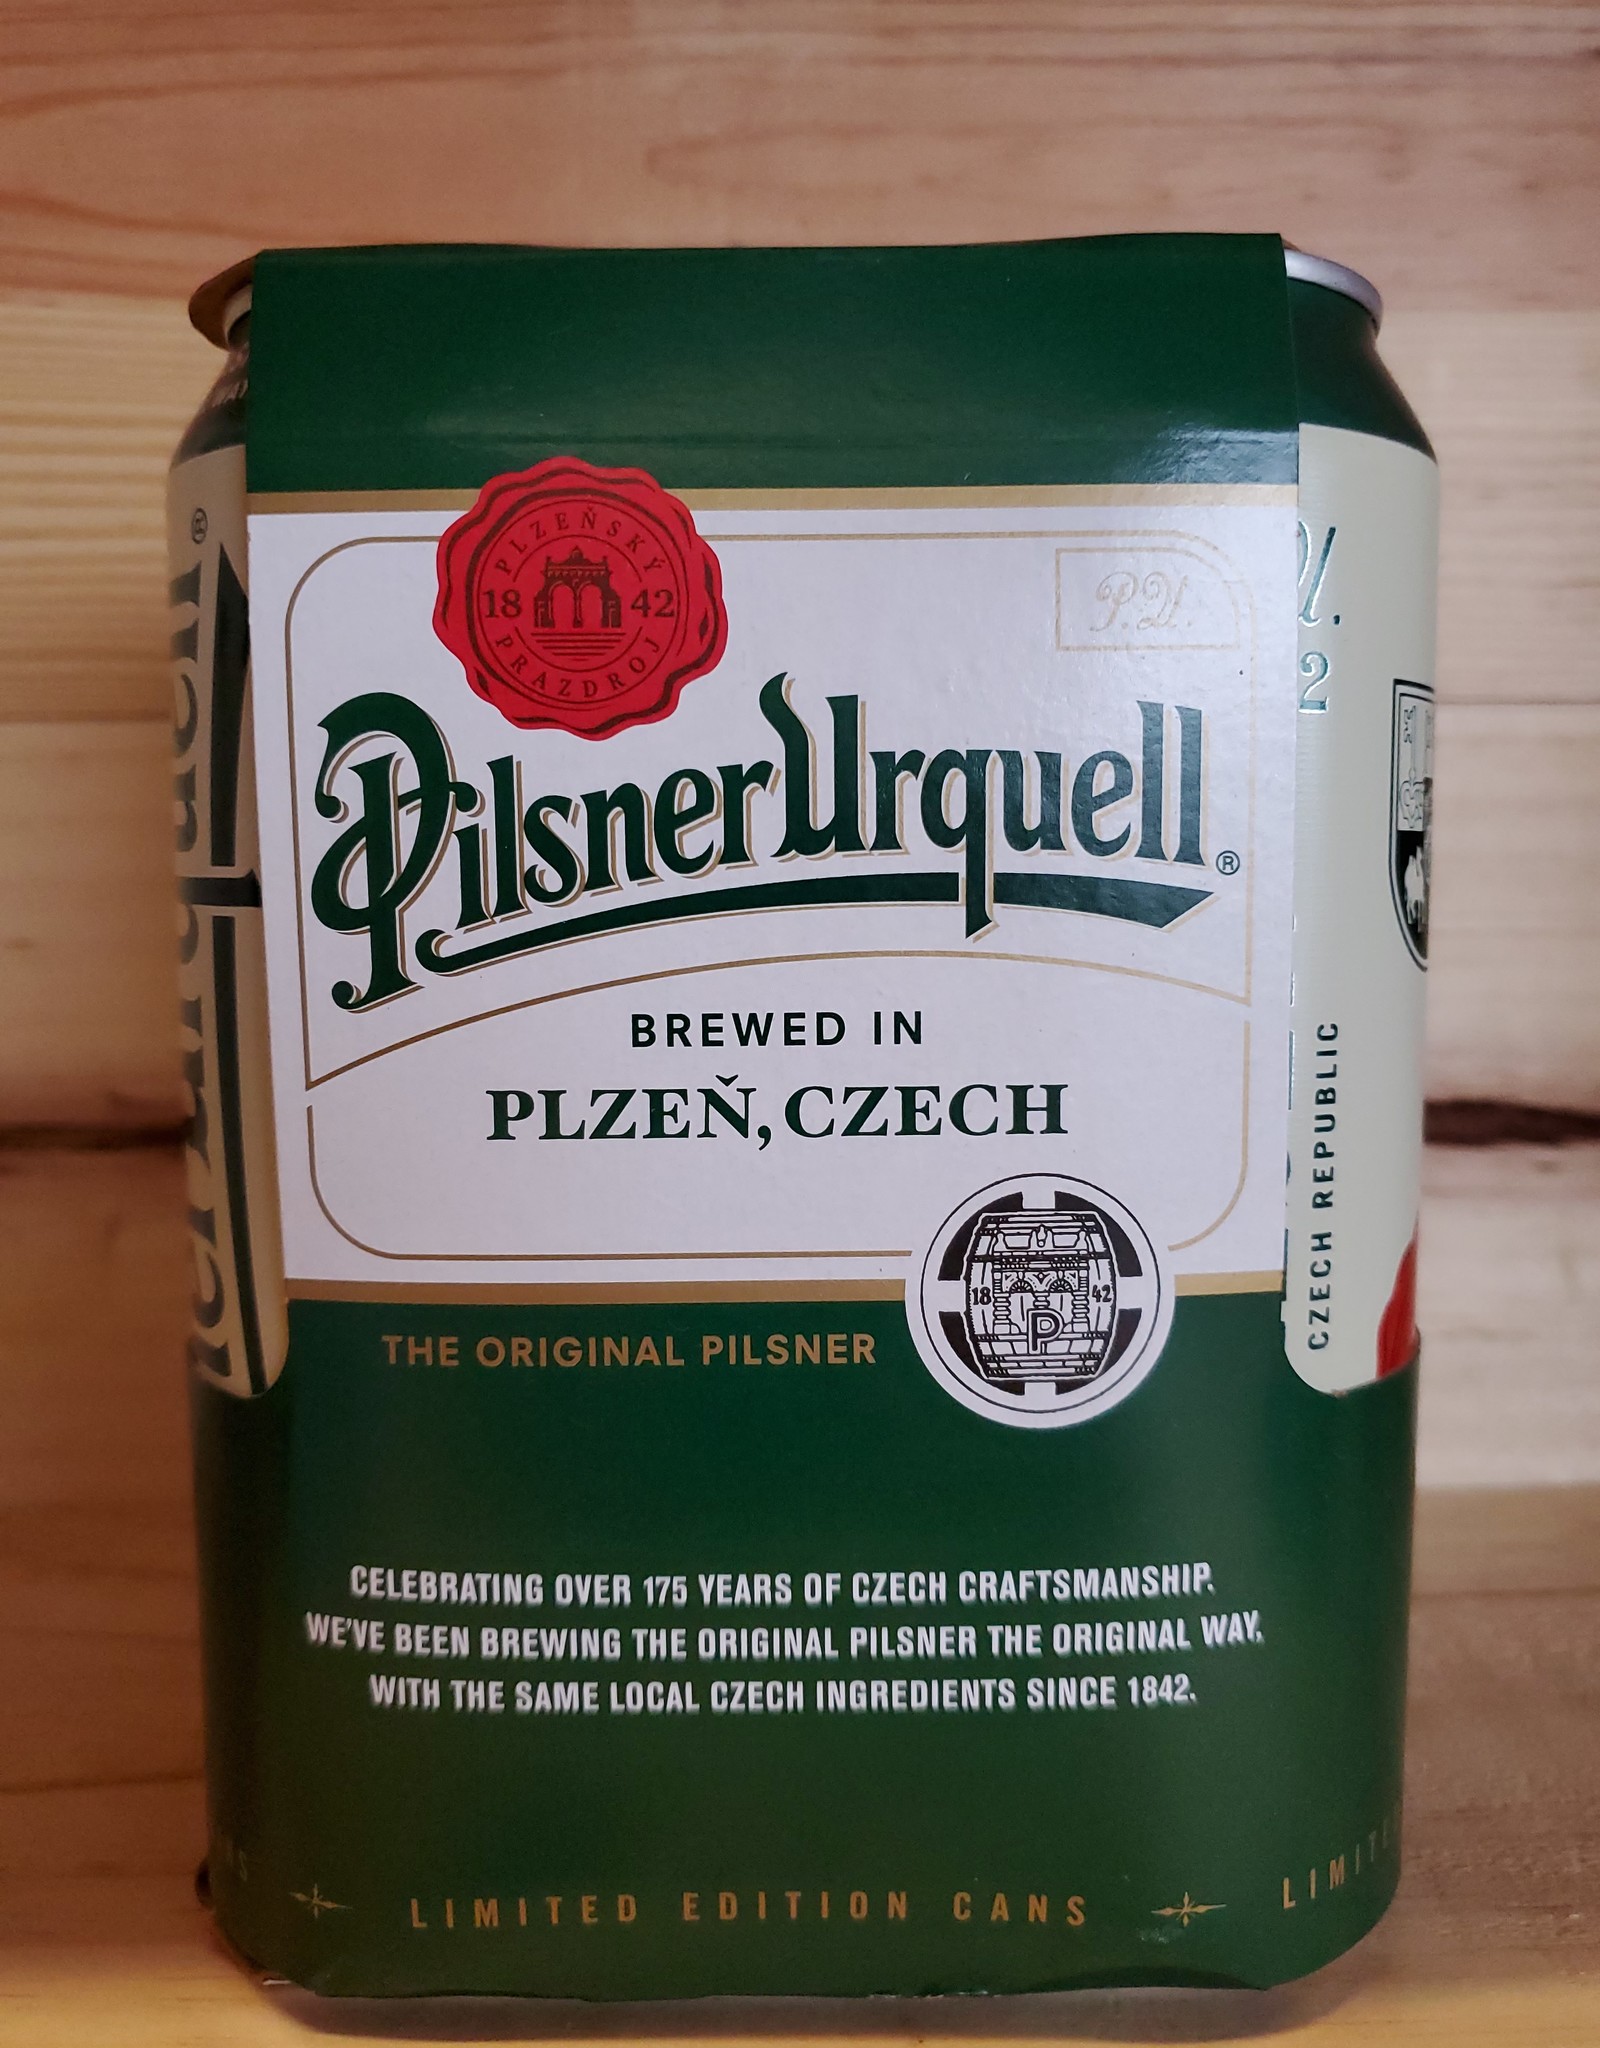 PLZEŇSKÝ
18 42
PRAZDROJ
P.U.
Pilsner Urquell®
BREWED IN
PLZEŇ, CZECH
18 42
P
THE ORIGINAL PILSNER
CELEBRATING OVER 175 YEARS OF CZECH CRAFTSMANSHIP.
WE'VE BEEN BREWING THE ORIGINAL PILSNER THE ORIGINAL WAY,
WITH THE SAME LOCAL CZECH INGREDIENTS SINCE 1842.
LIMITED EDITION CANS
CZECH REPUBLIC